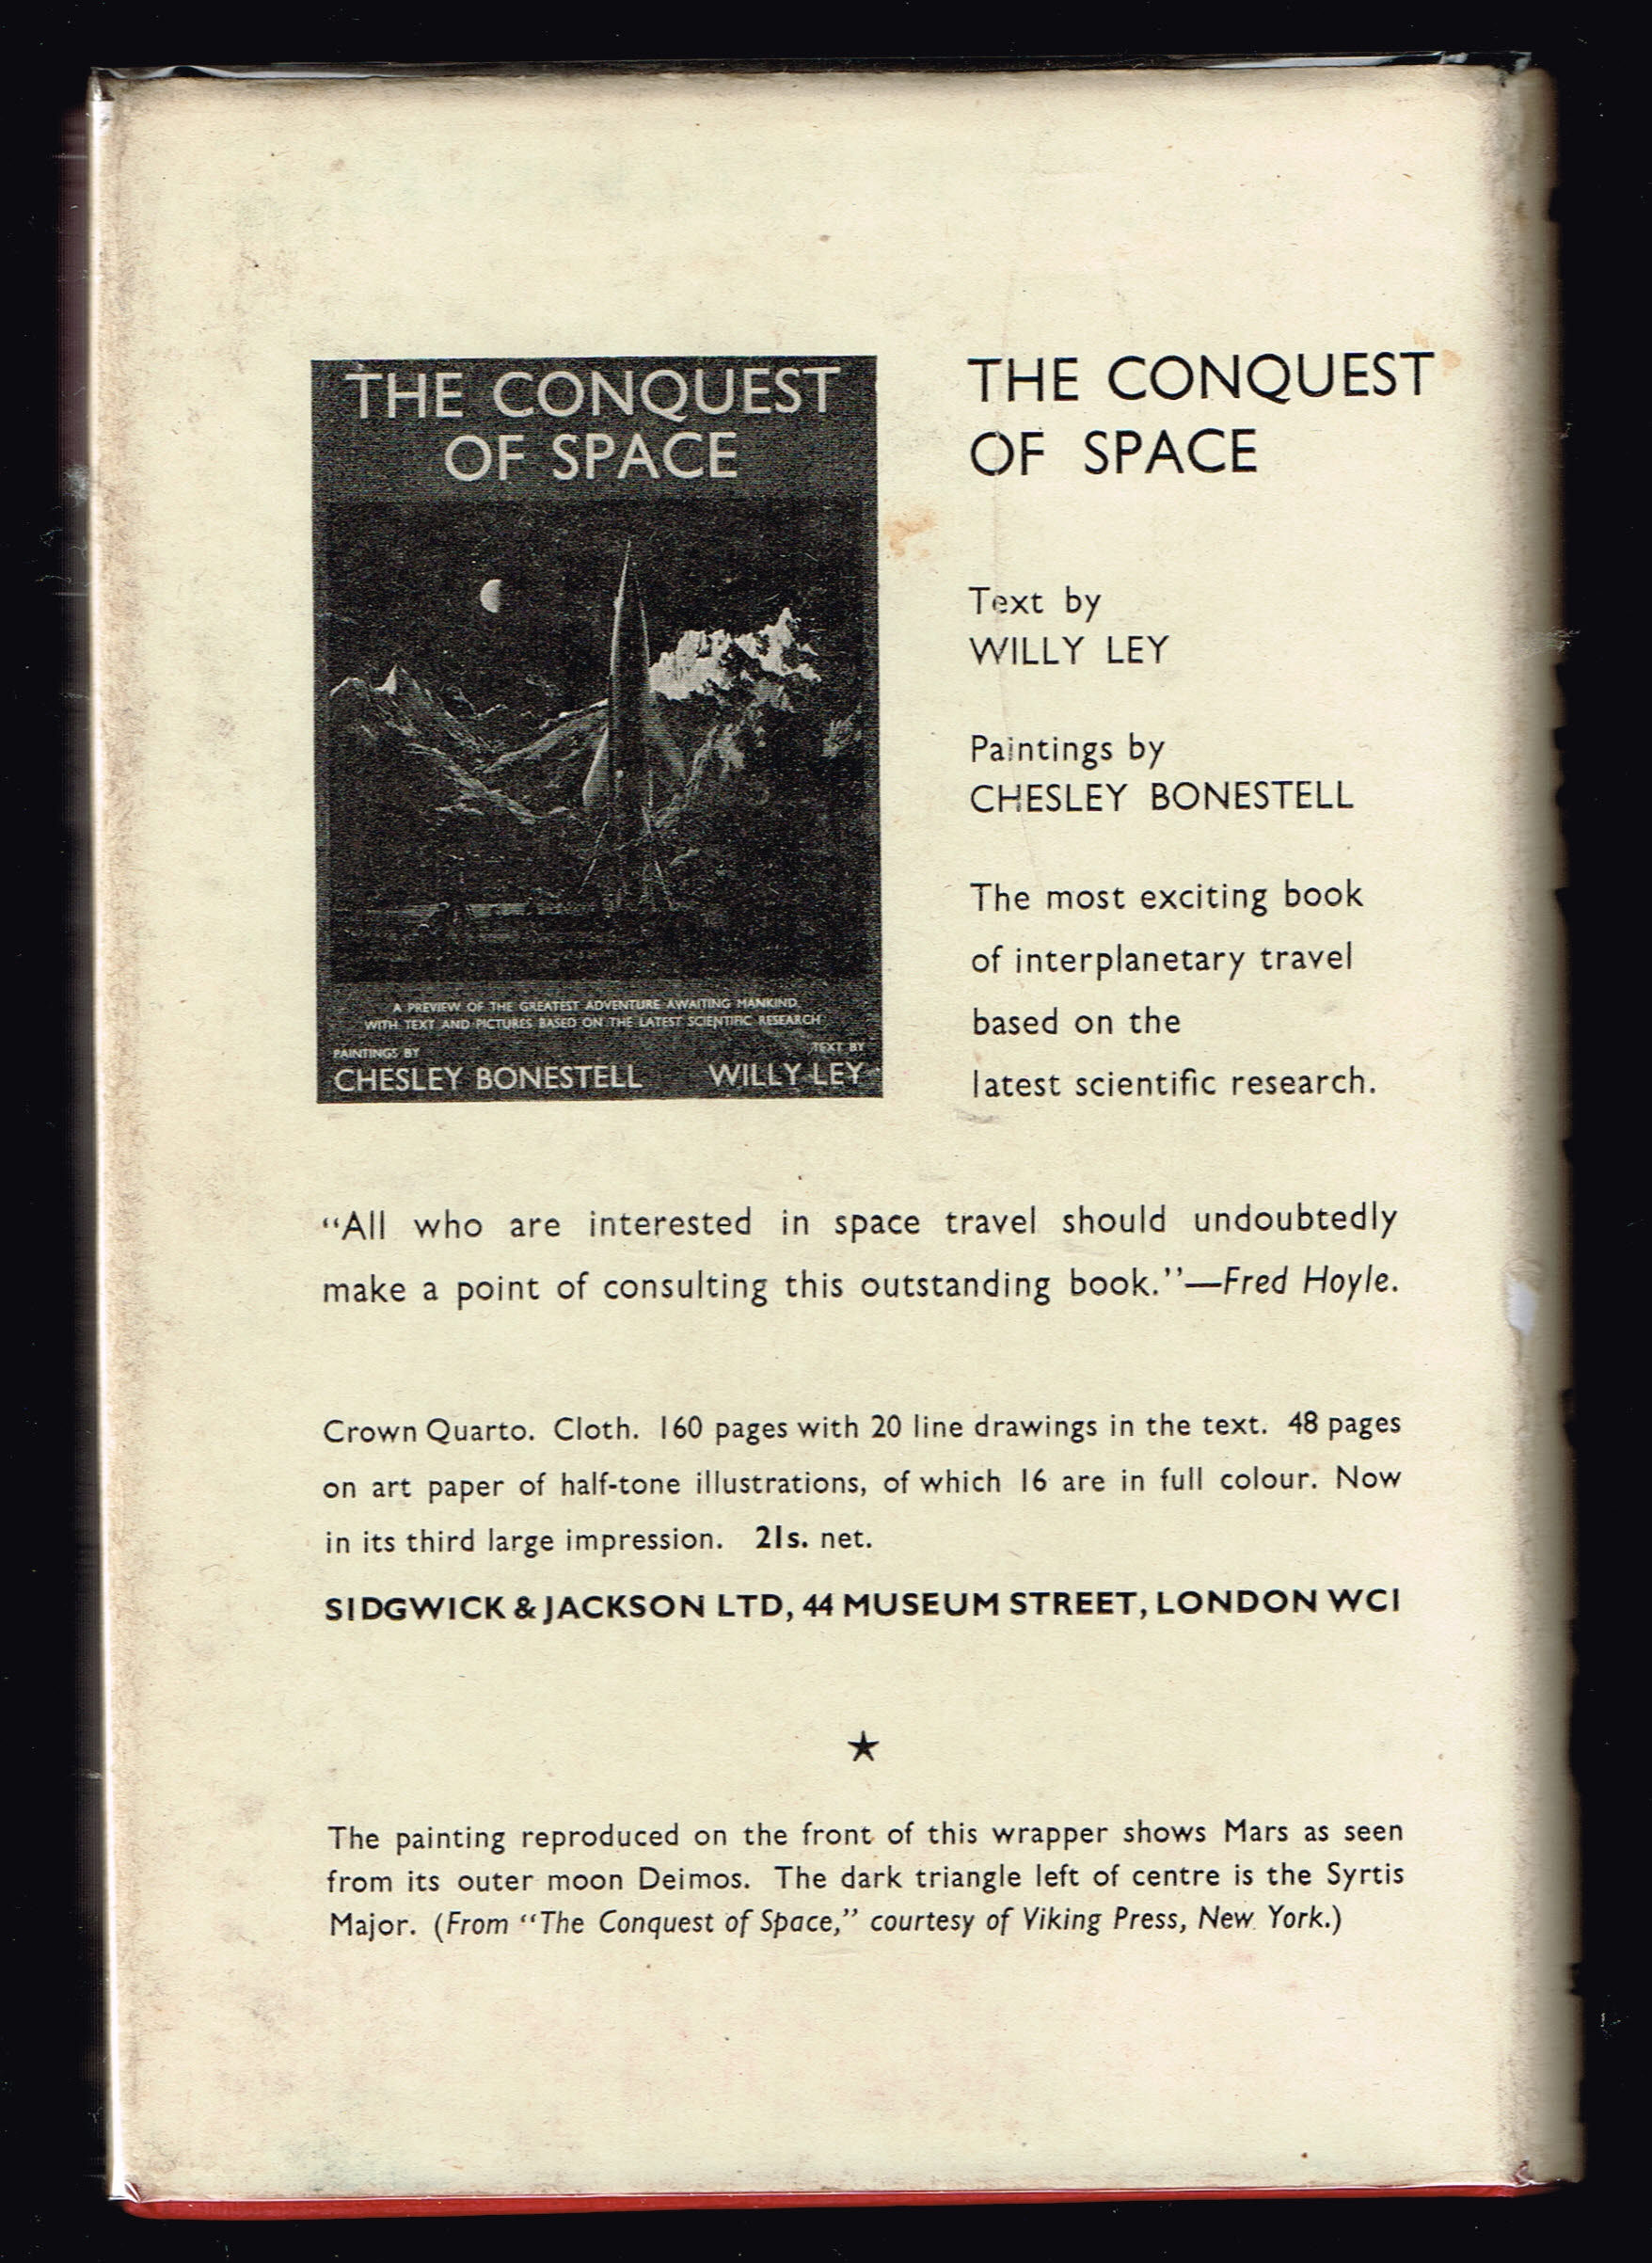 THE CONQUEST
OF SPACE
A PREVIEW OF THE GREATEST ADVENTURE AWAITING MANKIND,
WITH TEXT AND PICTURES BASED ON THE LATEST SCIENTIFIC RESEARCH
PAINTINGS BY
CHESLEY BONESTELL
TEXT BY
WILLY LEY
THE CONQUEST
OF SPACE
Text by
WILLY LEY
Paintings by
CHESLEY BONESTELL
The most exciting book
of interplanetary travel
based on the
latest scientific research.
“All who are interested in space travel should undoubtedly
make a point of consulting this outstanding book.”—Fred Hoyle.
Crown Quarto. Cloth. 160 pages with 20 line drawings in the text. 48 pages
on art paper of half-tone illustrations, of which 16 are in full colour. Now
in its third large impression. 21s. net.
SIDGWICK & JACKSON LTD, 44 MUSEUM STREET, LONDON WC1
★
The painting reproduced on the front of this wrapper shows Mars as seen
from its outer moon Deimos. The dark triangle left of centre is the Syrtis
Major. (From “The Conquest of Space,” courtesy of Viking Press, New York.)